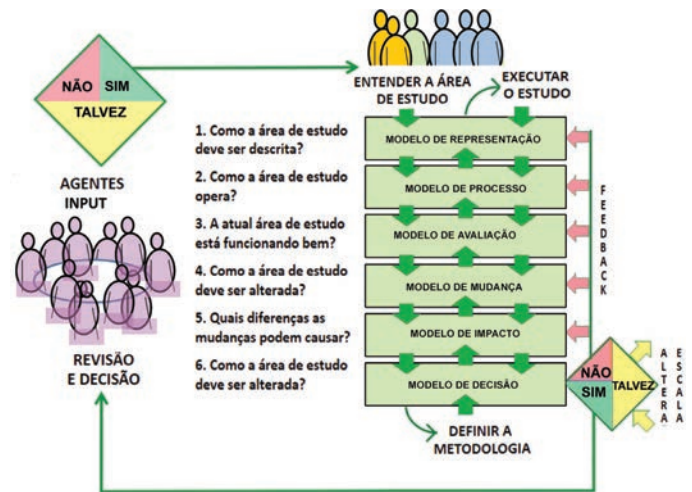 NÃO SIM
TALVEZ
AGENTES
INPUT
REVISÃO
E DECISÃO
ENTENDER A ÁREA
DE ESTUDO
EXECUTAR
O ESTUDO
1. Como a área de estudo
deve ser descrita?
2. Como a área de estudo
opera?
3. A atual área de estudo
está funcionando bem?
4. Como a área de estudo
deve ser alterada?
5. Quais diferenças as
mudanças podem causar?
6. Como a área de estudo
deve ser alterada?
MODELO DE REPRESENTAÇÃO
MODELO DE PROCESSO
MODELO DE AVALIAÇÃO
MODELO DE MUDANÇA
MODELO DE IMPACTO
MODELO DE DECISÃO
DEFINIR A
METODOLOGIA
FEEDBACK
NÃO
SIM
TALVEZ
ALTERA
ESCALA